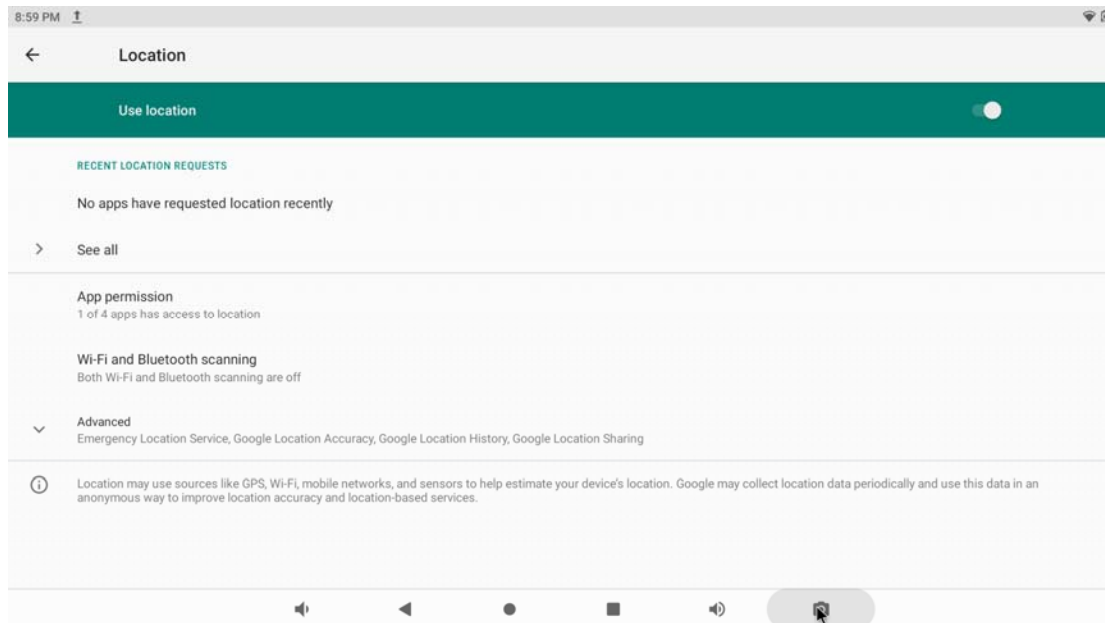 8:59 PM
Location
Use location
RECENT LOCATION REQUESTS
No apps have requested location recently
See all
App permission
1 of 4 apps has access to location
Wi-Fi and Bluetooth scanning
Both Wi-Fi and Bluetooth scanning are off
Advanced
Emergency Location Service, Google Location Accuracy, Google Location History, Google Location Sharing
Location may use sources like GPS, Wi-Fi, mobile networks, and sensors to help estimate your device's location. Google may collect location data periodically and use this data in an
anonymous way to improve location accuracy and location-based services.